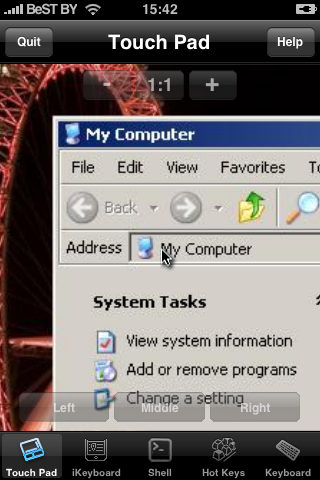 BeST BY 15:42
Quit Touch Pad Help
- 1:1 +
My Computer
File Edit View Favorites To
Back
Address My Computer
System Tasks
View system information
Add or remove programs
Change a setting
Left Middle Right
Touch Pad iKeyboard Shell Hot Keys Keyboard